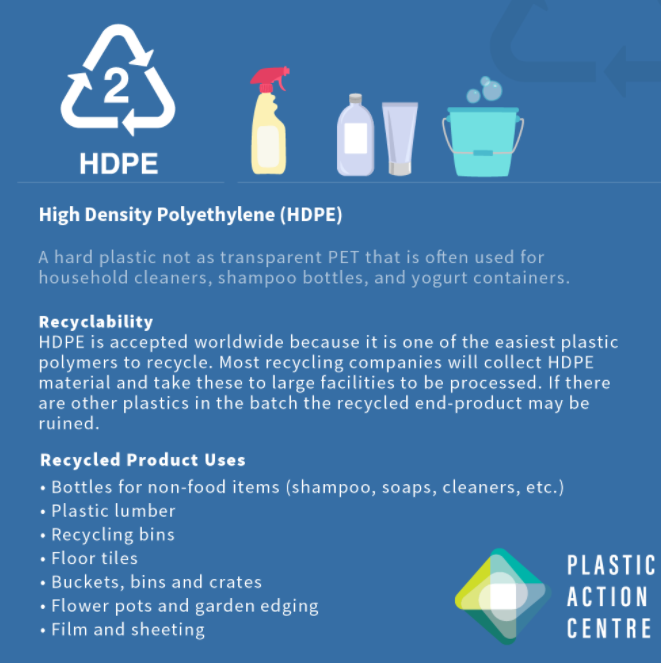 2
HDPE
High Density Polyethylene (HDPE)
A hard plastic not as transparent PET that is often used for
household cleaners, shampoo bottles, and yogurt containers.
Recyclability
HDPE is accepted worldwide because it is one of the easiest plastic
polymers to recycle. Most recycling companies will collect HDPE
material and take these to large facilities to be processed. If there
are other plastics in the batch the recycled end-product may be
ruined.
Recycled Product Uses
• Bottles for non-food items (shampoo, soaps, cleaners, etc.)
• Plastic lumber
• Recycling bins
• Floor tiles
• Buckets, bins and crates
• Flower pots and garden edging
• Film and sheeting
PLASTIC
ACTION
CENTRE